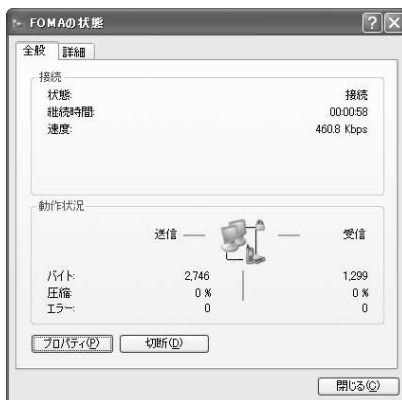 FOMAの状態
全般 詳細
接続
状態: 接続
継続時間: 00:00:58
速度: 460.8 Kbps
動作状況
送信 — — 受信
バイト: 2,746 1,299
圧縮: 0 % 0 %
エラー: 0 0
プロパティ(P) 切断(D)
閉じる(C)